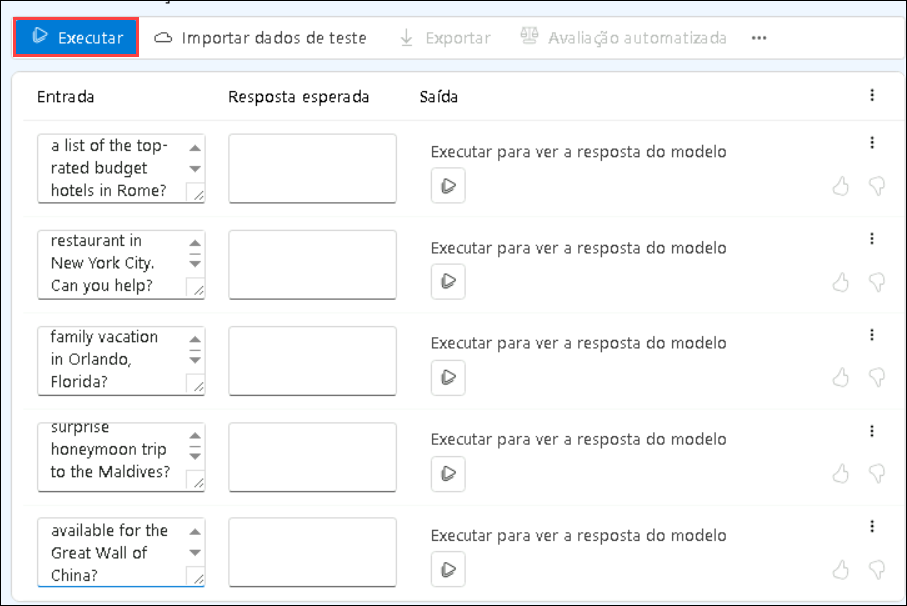 Executar Importar dados de teste Exportar Avaliação automatizada ...
Entrada Resposta esperada Saída
a list of the top-
rated budget
hotels in Rome?
Executar para ver a resposta do modelo
restaurant in
New York City.
Can you help?
Executar para ver a resposta do modelo
family vacation
in Orlando,
Florida?
Executar para ver a resposta do modelo
surprise
honeymoon trip
to the Maldives?
Executar para ver a resposta do modelo
available for the
Great Wall of
China?
Executar para ver a resposta do modelo